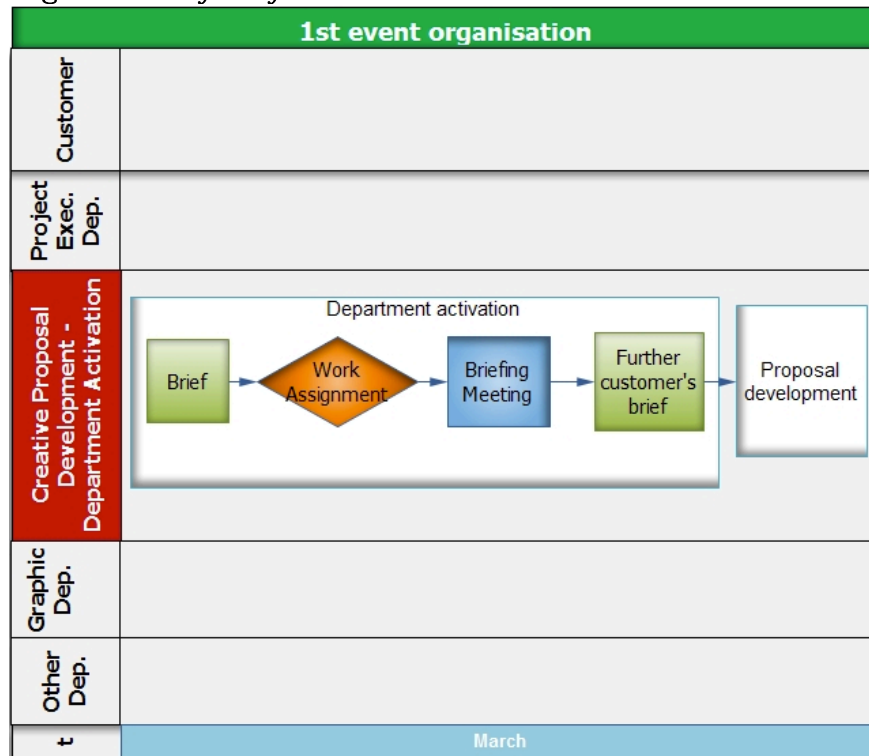 1st event organisation
Customer
Project
Exec.
Dep.
Creative Proposal
Development -
Department Activation
Department activation
Brief
Work
Assignment
Briefing
Meeting
Further
customer's
brief
Proposal
development
Graphic
Dep.
Other
Dep.
t
March